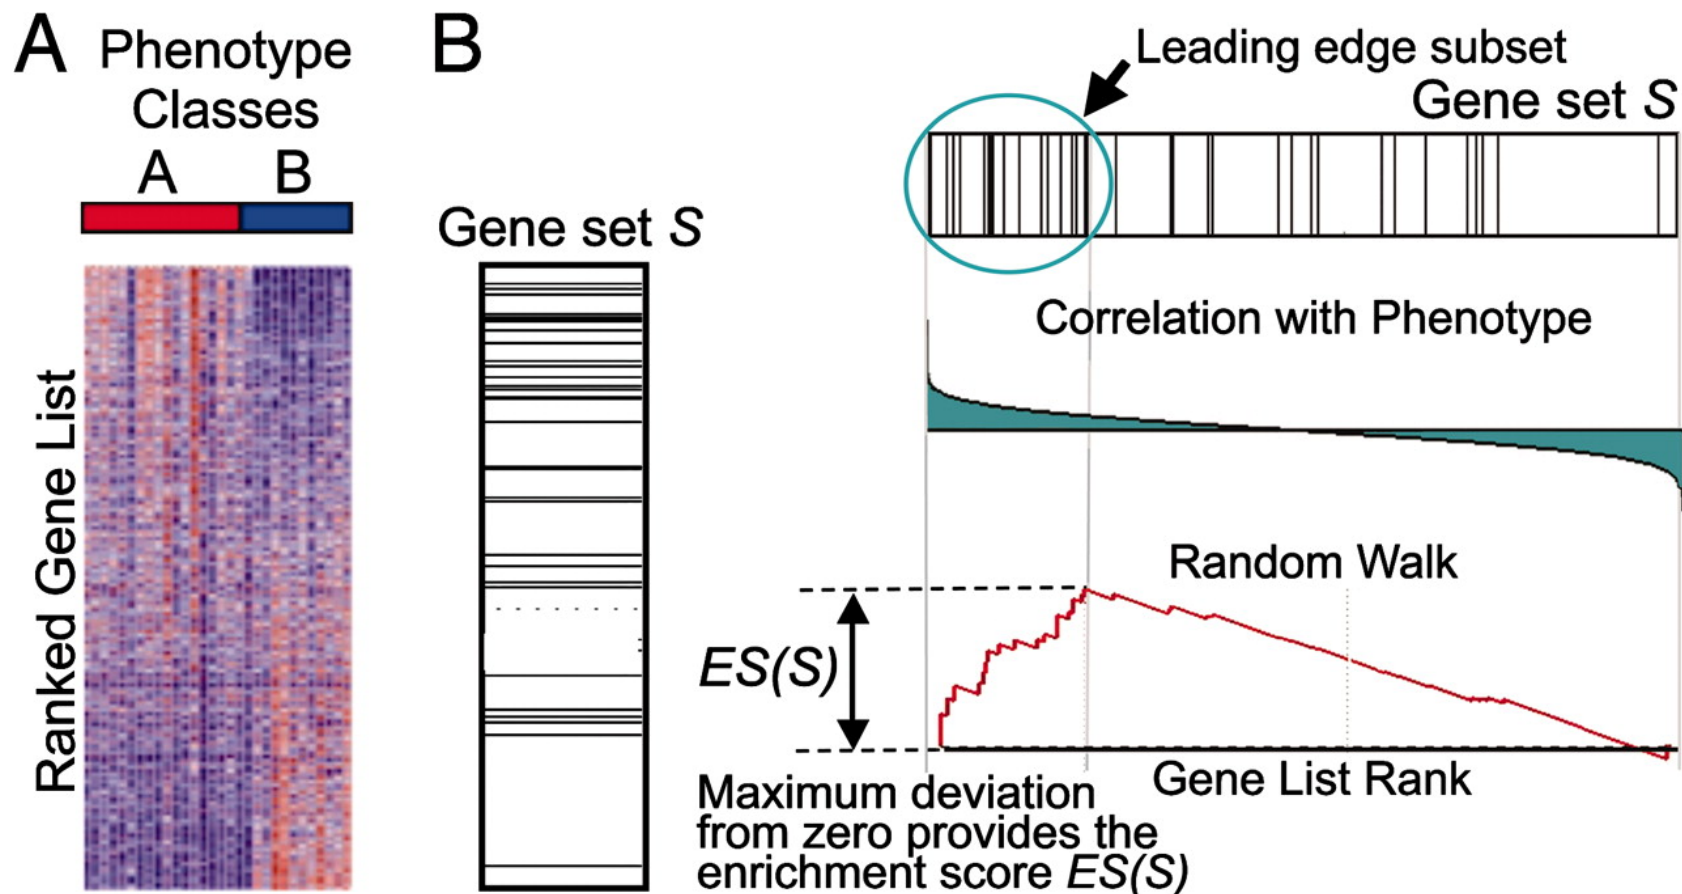 A
Phenotype
Classes
A B
Ranked Gene List
B
Gene set S
Leading edge subset
Gene set S
Correlation with Phenotype
Random Walk
ES(S)
Gene List Rank
Maximum deviation
from zero provides the
enrichment score ES(S)